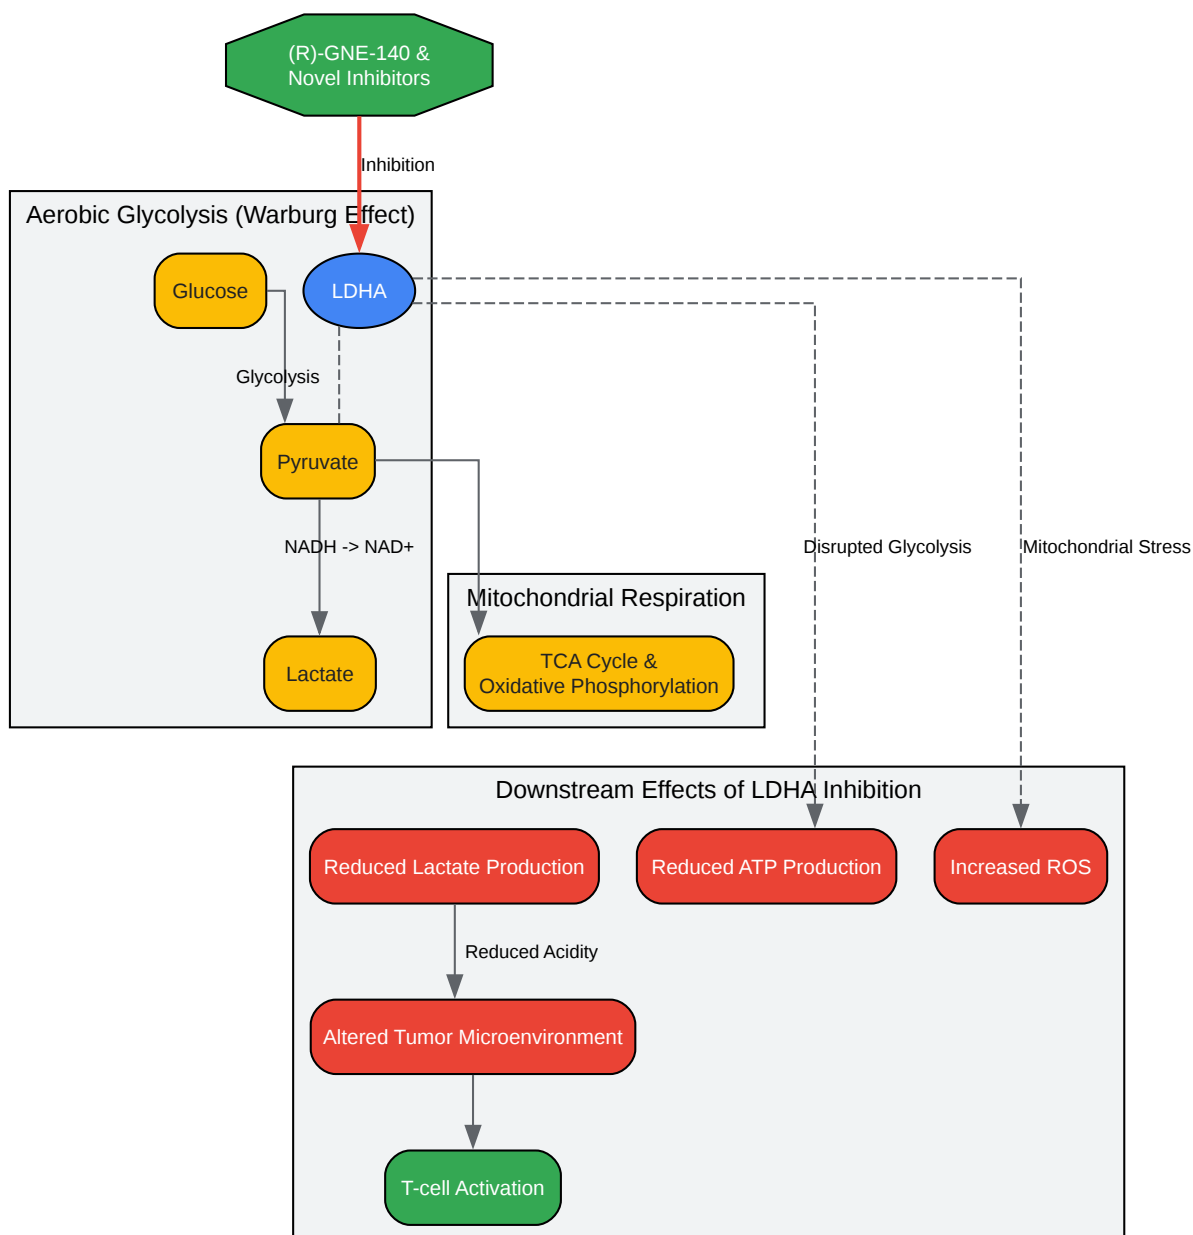 (R)-GNE-140 &
Novel Inhibitors
Inhibition
Aerobic Glycolysis (Warburg Effect)
Glucose
LDHA
Glycolysis
Pyruvate
NADH -> NAD+
Disrupted Glycolysis
Mitochondrial Stress
Mitochondrial Respiration
Lactate
TCA Cycle &
Oxidative Phosphorylation
Downstream Effects of LDHA Inhibition
Reduced Lactate Production
Reduced ATP Production
Increased ROS
Reduced Acidity
Altered Tumor Microenvironment
T-cell Activation